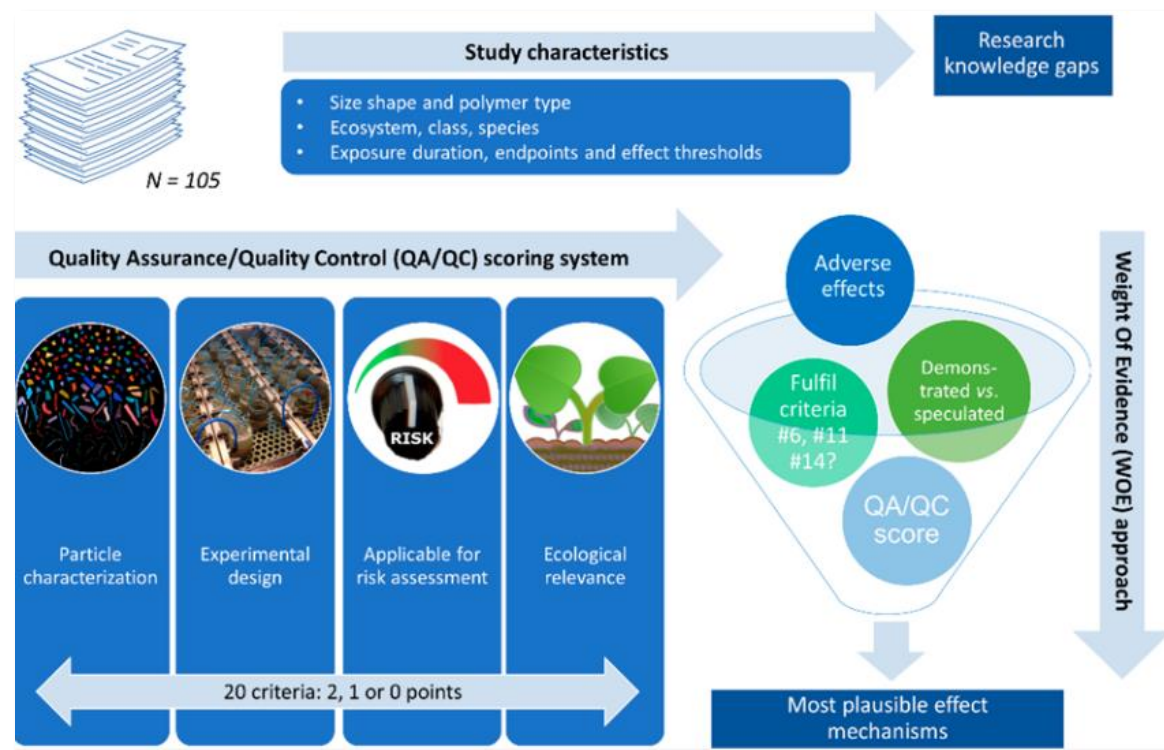 Study characteristics
Research
knowledge gaps
• Size shape and polymer type
• Ecosystem, class, species
• Exposure duration, endpoints and effect thresholds
N = 105
Quality Assurance/Quality Control (QA/QC) scoring system
Adverse
effects
Demons-
trated vs.
speculated
Fulfil
criteria
#6, #11
#14?
QA/QC
score
Weight Of Evidence (WOE) approach
RISK
Particle
characterization
Experimental
design
Applicable for
risk assessment
Ecological
relevance
20 criteria: 2, 1 or 0 points
Most plausible effect
mechanisms